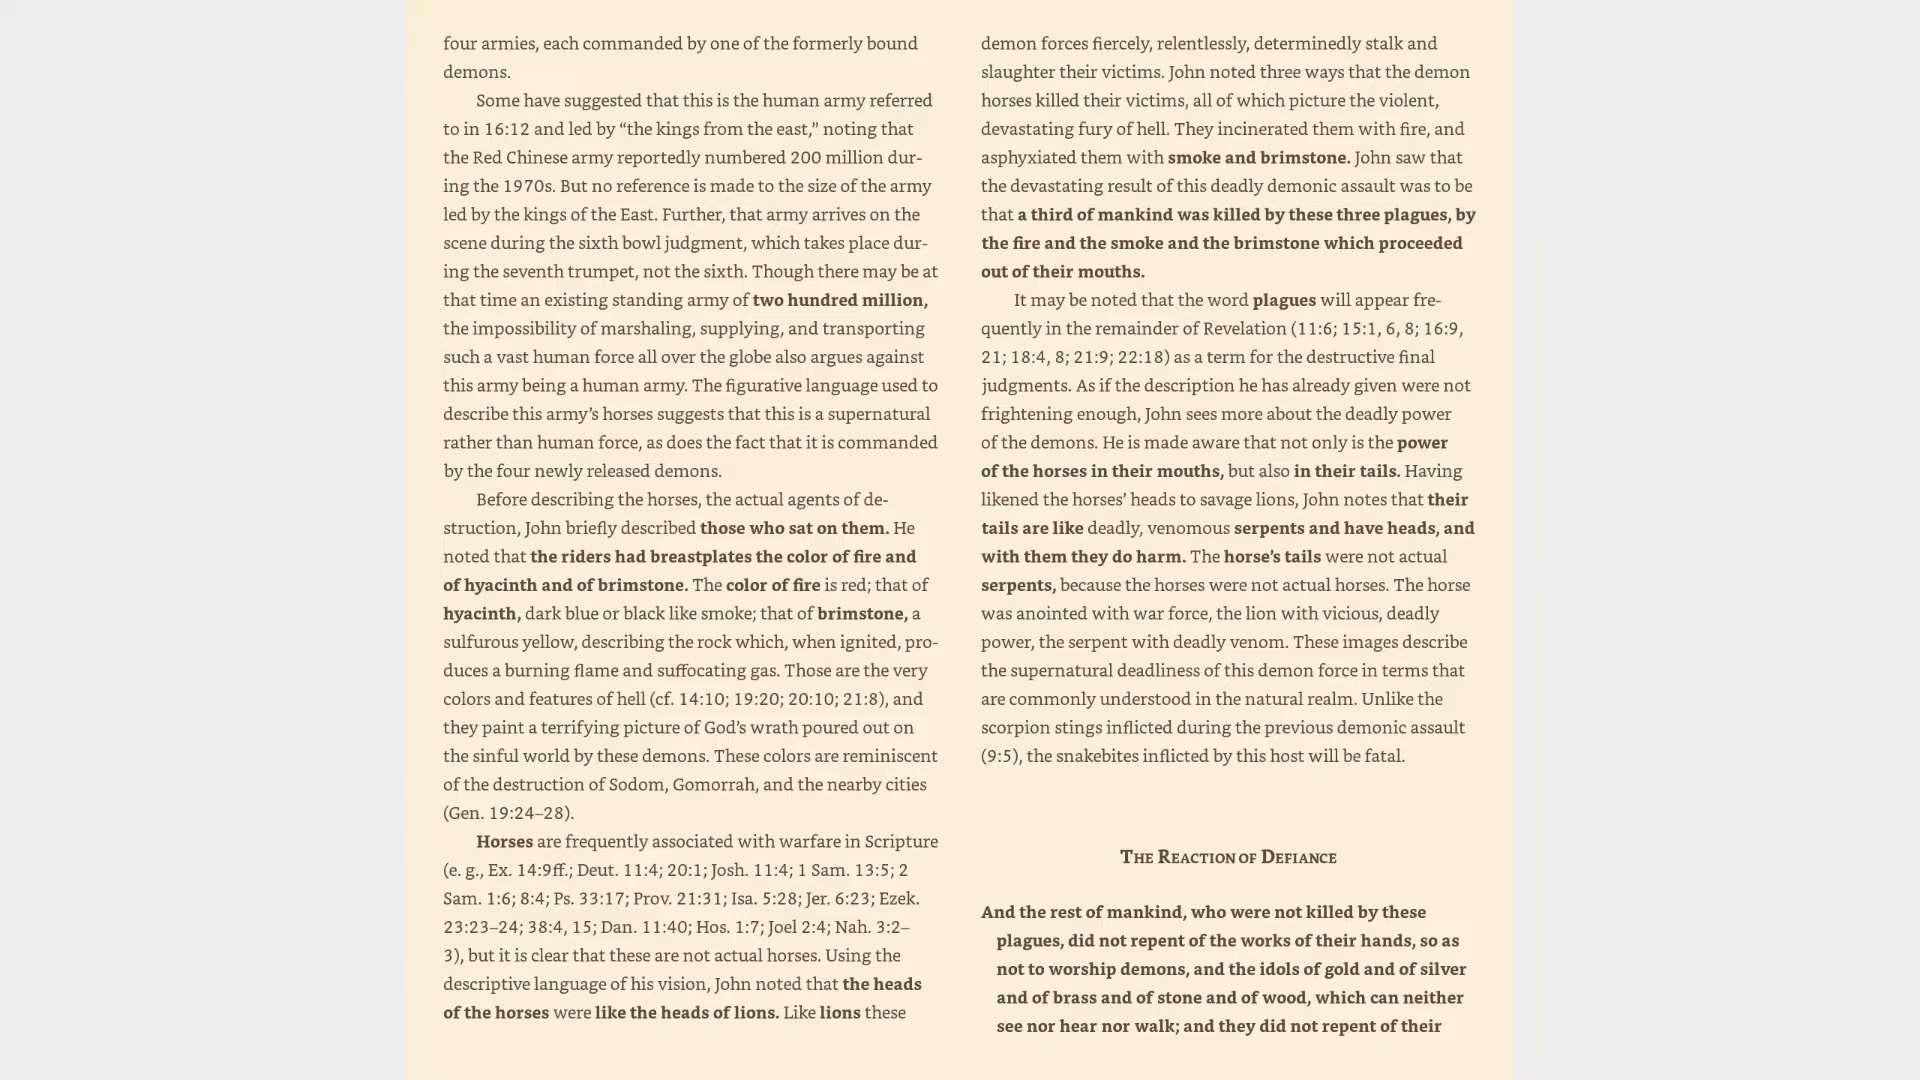 four armies, each commanded by one of the formerly bound
demons.
Some have suggested that this is the human army referred
to in 16:12 and led by “the kings from the east,” noting that
the Red Chinese army reportedly numbered 200 million dur-
ing the 1970s. But no reference is made to the size of the army
led by the kings of the East. Further, that army arrives on the
scene during the sixth bowl judgment, which takes place dur-
ing the seventh trumpet, not the sixth. Though there may be at
that time an existing standing army of two hundred million,
the impossibility of marshaling, supplying, and transporting
such a vast human force all over the globe also argues against
this army being a human army. The figurative language used to
describe this army’s horses suggests that this is a supernatural
rather than human force, as does the fact that it is commanded
by the four newly released demons.
Before describing the horses, the actual agents of de-
struction, John briefly described those who sat on them. He
noted that the riders had breastplates the color of fire and
of hyacinth and of brimstone. The color of fire is red; that of
hyacinth, dark blue or black like smoke; that of brimstone, a
sulfurous yellow, describing the rock which, when ignited, pro-
duces a burning flame and suffocating gas. Those are the very
colors and features of hell (cf. 14:10; 19:20; 20:10; 21:8), and
they paint a terrifying picture of God’s wrath poured out on
the sinful world by these demons. These colors are reminiscent
of the destruction of Sodom, Gomorrah, and the nearby cities
(Gen. 19:24–28).
Horses are frequently associated with warfare in Scripture
(e. g., Ex. 14:9ff.; Deut. 11:4; 20:1; Josh. 11:4; 1 Sam. 13:5; 2
Sam. 1:6; 8:4; Ps. 33:17; Prov. 21:31; Isa. 5:28; Jer. 6:23; Ezek.
23:23–24; 38:4, 15; Dan. 11:40; Hos. 1:7; Joel 2:4; Nah. 3:2–
3), but it is clear that these are not actual horses. Using the
descriptive language of his vision, John noted that the heads
of the horses were like the heads of lions. Like lions these
demon forces fiercely, relentlessly, determinedly stalk and
slaughter their victims. John noted three ways that the demon
horses killed their victims, all of which picture the violent,
devastating fury of hell. They incinerated them with fire, and
asphyxiated them with smoke and brimstone. John saw that
the devastating result of this deadly demonic assault was to be
that a third of mankind was killed by these three plagues, by
the fire and the smoke and the brimstone which proceeded
out of their mouths.
It may be noted that the word plagues will appear fre-
quently in the remainder of Revelation (11:6; 15:1, 6, 8; 16:9,
21; 18:4, 8; 21:9; 22:18) as a term for the destructive final
judgments. As if the description he has already given were not
frightening enough, John sees more about the deadly power
of the demons. He is made aware that not only is the power
of the horses in their mouths, but also in their tails. Having
likened the horses’ heads to savage lions, John notes that their
tails are like deadly, venomous serpents and have heads, and
with them they do harm. The horse’s tails were not actual
serpents, because the horses were not actual horses. The horse
was anointed with war force, the lion with vicious, deadly
power, the serpent with deadly venom. These images describe
the supernatural deadliness of this demon force in terms that
are commonly understood in the natural realm. Unlike the
scorpion stings inflicted during the previous demonic assault
(9:5), the snakebites inflicted by this host will be fatal.
THE REACTION OF DEFIANCE
And the rest of mankind, who were not killed by these
plagues, did not repent of the works of their hands, so as
not to worship demons, and the idols of gold and of silver
and of brass and of stone and of wood, which can neither
see nor hear nor walk; and they did not repent of their